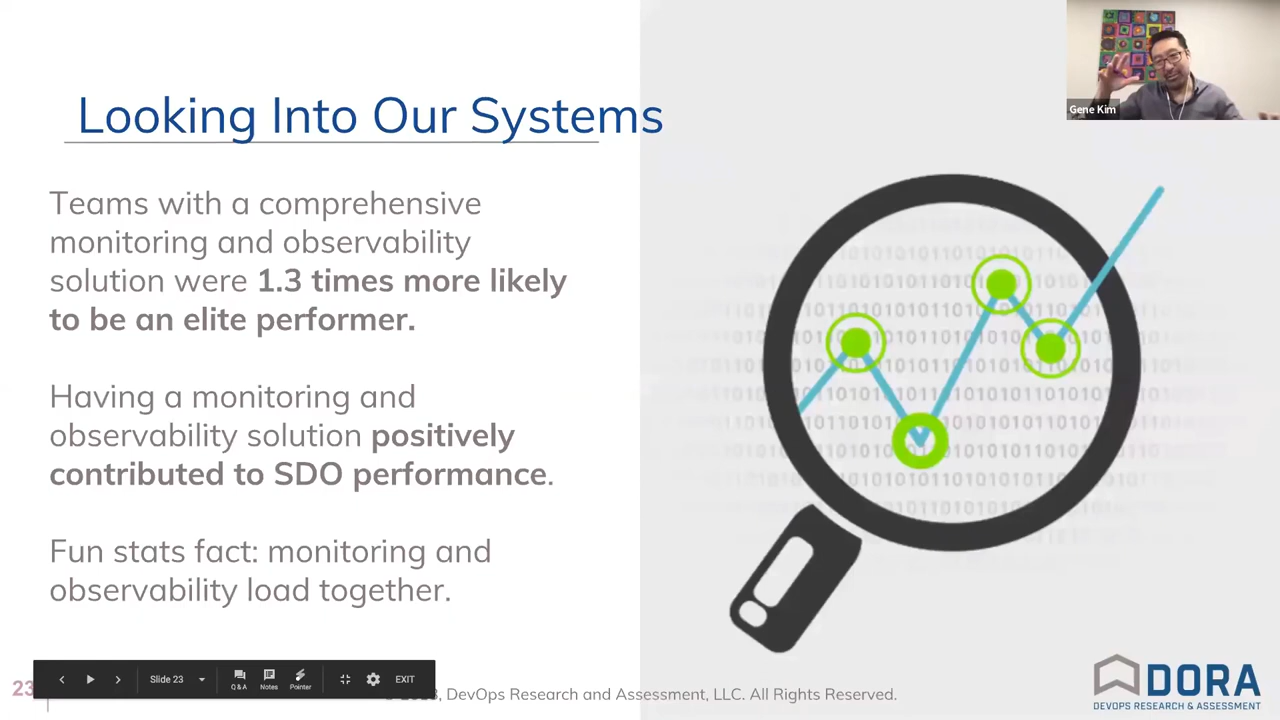 Looking Into Our Systems
Gene Kim
Teams with a comprehensive
monitoring and observability
solution were 1.3 times more likely
to be an elite performer.
Having a monitoring and
observability solution positively
contributed to SDO performance.
Fun stats fact: monitoring and
observability load together.
23
Slide 23
Q & A
Notes
Pointer
EXIT
, DevOps Research and Assessment, LLC. All Rights Reserved.
DORA
DEVOPS RESEARCH & ASSESSMENT